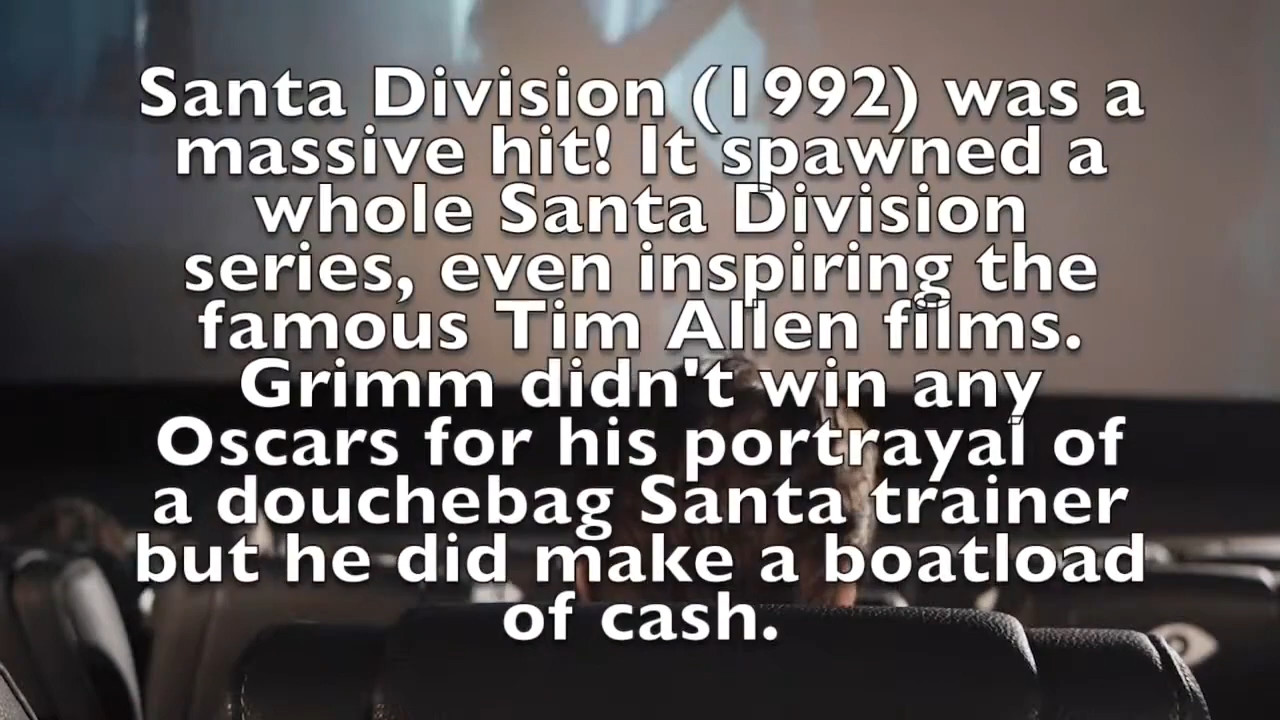 Santa Division (1992) was a
massive hit! It spawned a
whole Santa Division
series, even inspiring the
famous Tim Allen films.
Grimm didn't win any
Oscars for his portrayal of
a douchebag Santa trainer
but he did make a boatload
of cash.